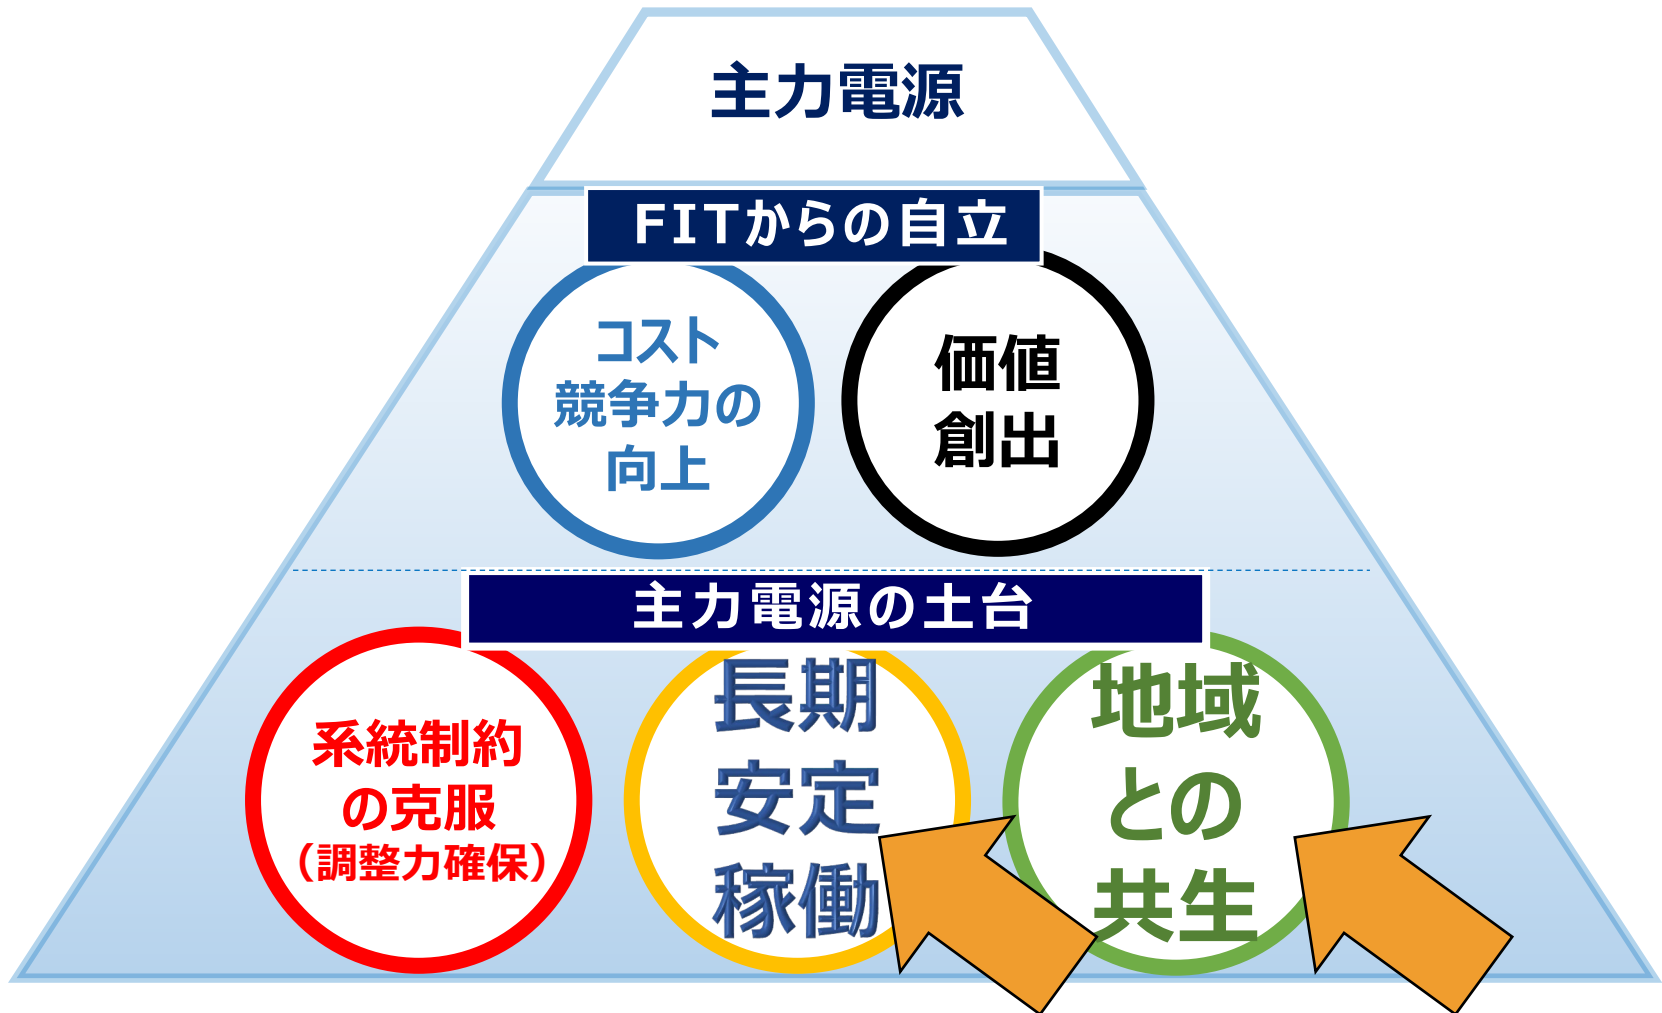 主力電源
FITからの自立
コスト
競争力の
向上
価値
創出
主力電源の土台
系統制約
の克服
（調整力確保）
長期
安定
稼働
地域
との
共生